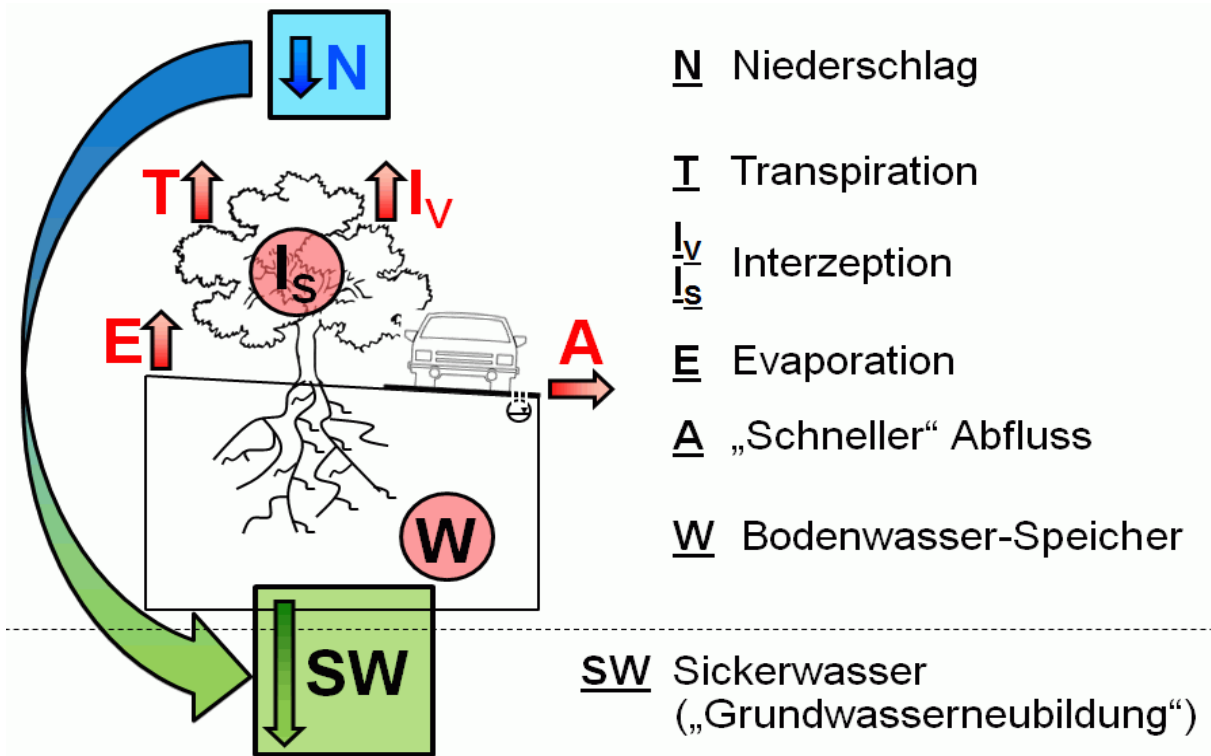 N
T
I_V
I_S
E
A
W
SW
N Niederschlag
T Transpiration
I_V
I_S Interzeption
E Evaporation
A „Schneller“ Abfluss
W Bodenwasser-Speicher
SW Sickerwasser
(„Grundwasserneubildung“)